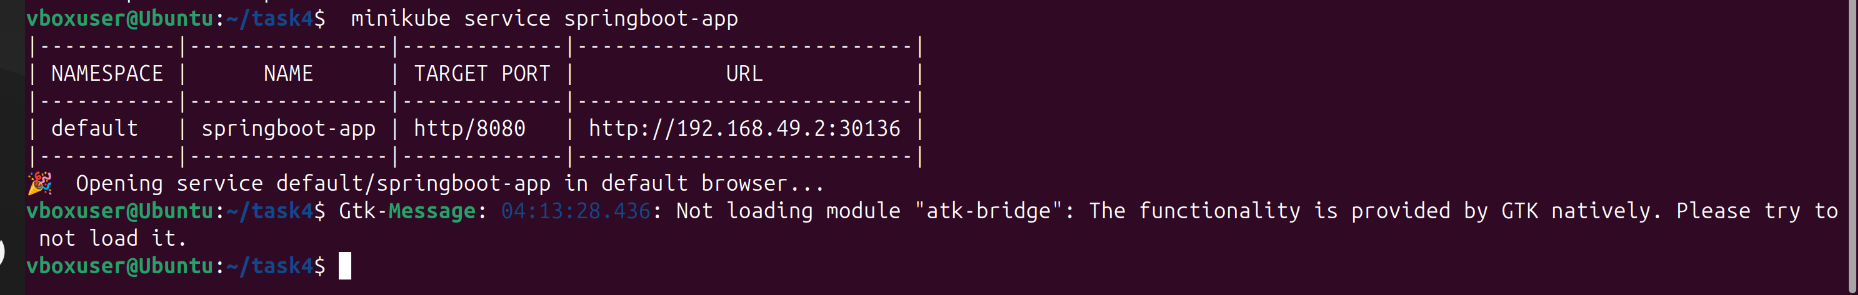 vboxuser@Ubuntu:~/task4$  minikube service springboot-app
|-----------|----------------|-------------|---------------------------|
| NAMESPACE |      NAME      | TARGET PORT |            URL            |
|-----------|----------------|-------------|---------------------------|
| default   | springboot-app | http/8080   | http://192.168.49.2:30136 |
|-----------|----------------|-------------|---------------------------|
🎉  Opening service default/springboot-app in default browser...
vboxuser@Ubuntu:~/task4$ Gtk-Message: 04:13:28.436: Not loading module "atk-bridge": The functionality is provided by GTK natively. Please try to
 not load it.
vboxuser@Ubuntu:~/task4$